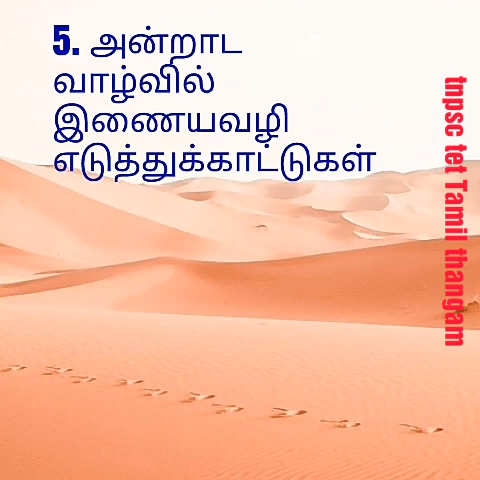 5. அன்றாட
வாழ்வில்
இணையவழி
எடுத்துக்காட்டுகள்
tnpsc tet Tamil thangam